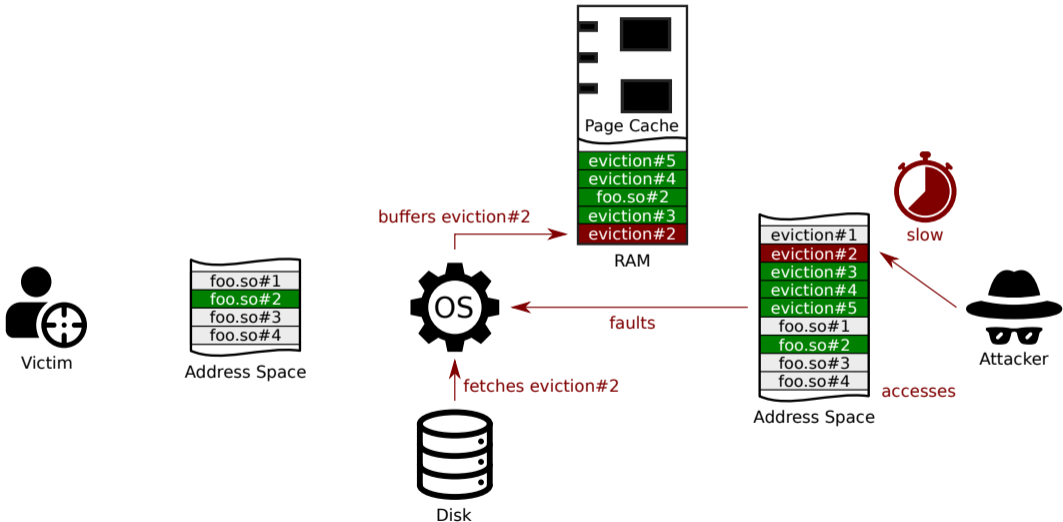 Page Cache
eviction#5
eviction#4
foo.so#2
eviction#3
eviction#2
RAM
buffers eviction#2
slow
eviction#1
eviction#2
eviction#3
eviction#4
eviction#5
foo.so#1
foo.so#2
foo.so#3
foo.so#4
Address Space
accesses
Attacker
faults
OS
fetches eviction#2
Disk
foo.so#1
foo.so#2
foo.so#3
foo.so#4
Address Space
Victim